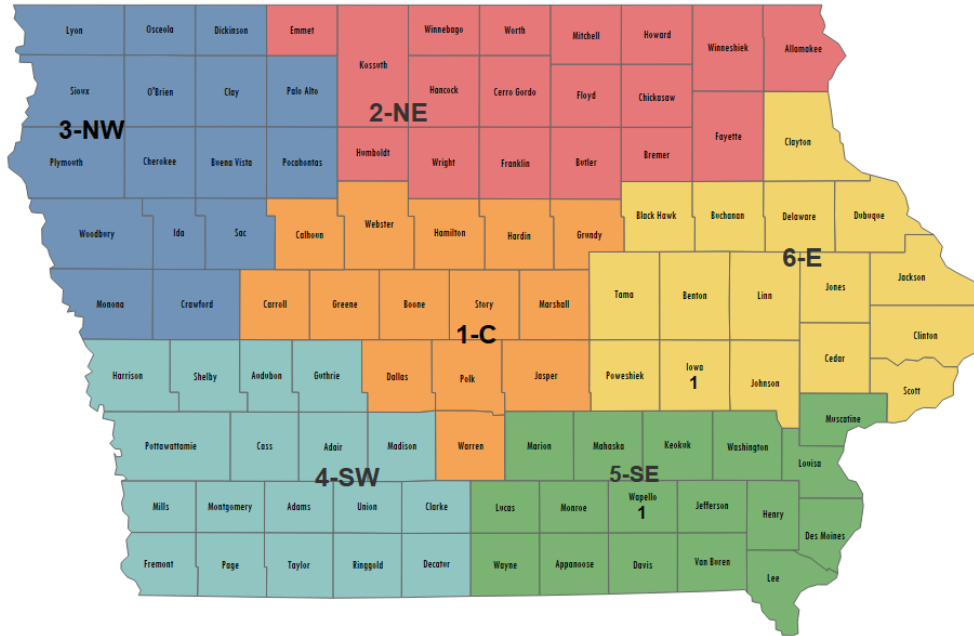 Lyon
Osceola
Dickinson
Emmet
Winnebago
Worth
Mitchell
Howard
Winneshiek
Allamakee
Kossuth
Sioux
O'Brien
Clay
Palo Alto
Hancock
Cerro Gordo
Floyd
Chickasaw
2-NE
3-NW
Fayette
Clayton
Plymouth
Cherokee
Buena Vista
Pocahontas
Humboldt
Wright
Franklin
Butler
Bremer
Woodbury
Ida
Sac
Calhoun
Webster
Hamilton
Hardin
Grundy
Black Hawk
Buchanan
Delaware
Dubuque
6-E
Monona
Crawford
Carroll
Greene
Boone
Story
Marshall
Tama
Benton
Linn
Jones
Jackson
1-C
Clinton
Harrison
Shelby
Audobon
Guthrie
Dallas
Polk
Jasper
Poweshiek
Iowa
1
Johnson
Cedar
Scott
Muscatine
Pottawattamie
Cass
Adair
Madison
Warren
Marion
Mahaska
Keokuk
Washington
Louisa
4-SW
5-SE
Mills
Montgomery
Adams
Union
Clarke
Lucas
Monroe
Wapello
1
Jefferson
Henry
Des Moines
Fremont
Page
Taylor
Ringgold
Decatur
Wayne
Appanoose
Davis
Van Buren
Lee